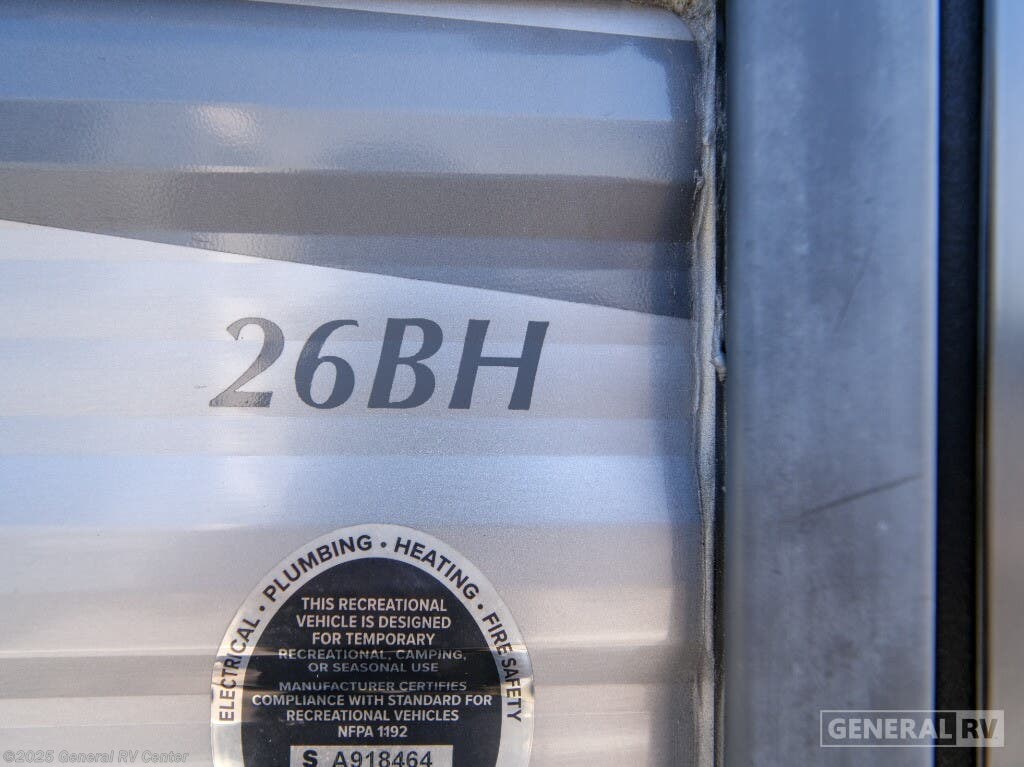 26BH
ELECTRICAL • PLUMBING • HEATING • FIRE SAFETY
THIS RECREATIONAL
VEHICLE IS DESIGNED
FOR TEMPORARY
RECREATIONAL, CAMPING,
OR SEASONAL USE
MANUFACTURER CERTIFIES
COMPLIANCE WITH STANDARD FOR
RECREATIONAL VEHICLES
NFPA 1192
S A918464
GENERAL RV
©2025 General RV Center